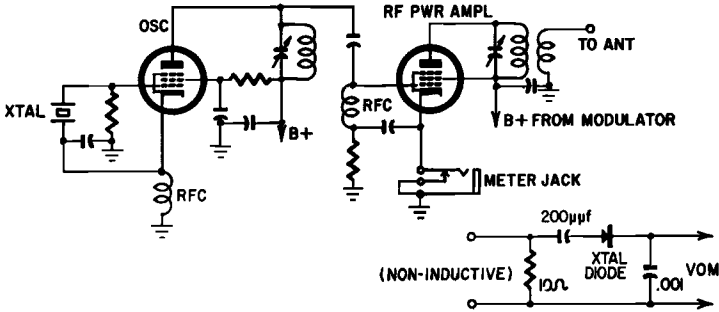 OSC
RF PWR AMPL
TO ANT
XTAL
B+
RFC
B+ FROM MODULATOR
RFC
METER JACK
200µµf
(NON-INDUCTIVE)
10Ω
XTAL
DIODE
.001
VOM